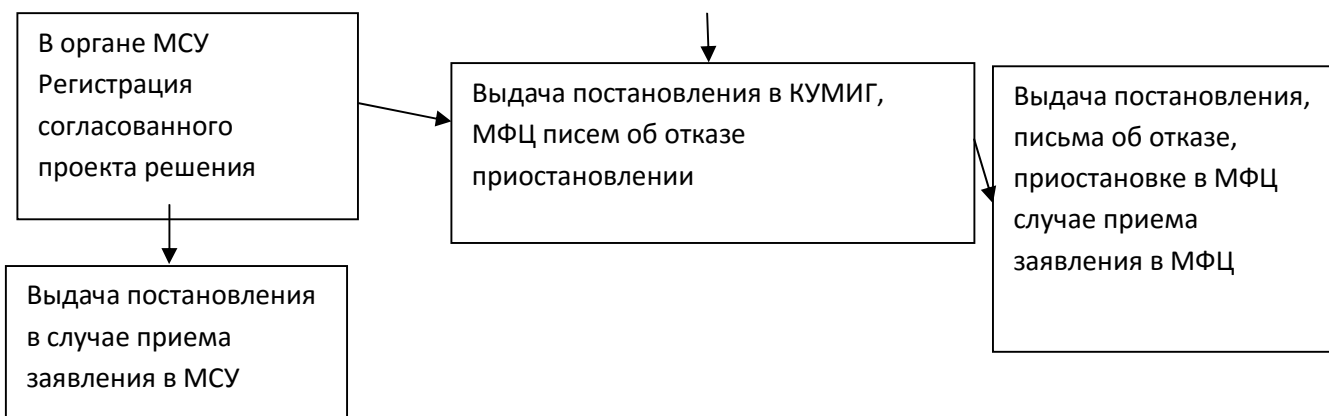 В органе МСУ
Регистрация
согласованного
проекта решения
Выдача постановления в КУМИГ,
МФЦ писем об отказе
приостановлении
Выдача постановления,
письма об отказе,
приостановке в МФЦ
случае приема
заявления в МФЦ
Выдача постановления
в случае приема
заявления в МСУ